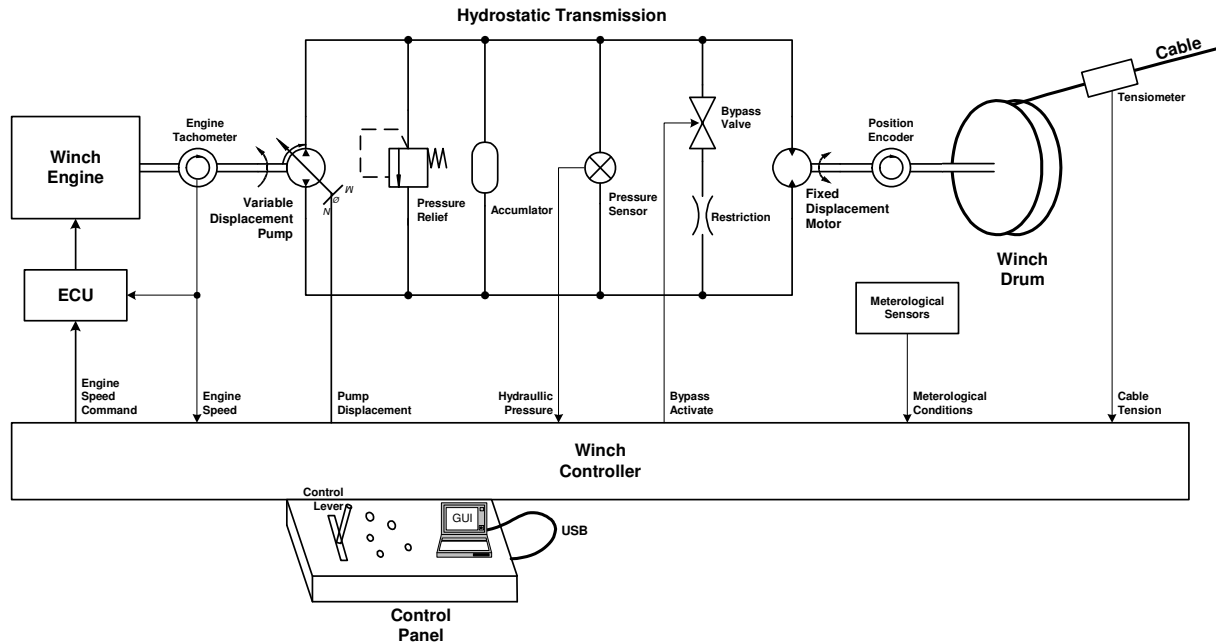 Hydrostatic Transmission
Cable
Tensiometer
Engine
Tachometer
Bypass
Valve
Position
Encoder
Winch
Engine
Variable
Displacement
Pump
M
Ø
N
Pressure
Relief
Accumlator
Pressure
Sensor
Restriction
Fixed
Displacement
Motor
Winch
Drum
ECU
Meterological
Sensors
Engine
Speed
Command
Engine
Speed
Pump
Displacement
Hydraullic
Pressure
Bypass
Activate
Meterological
Conditions
Cable
Tension
Winch
Controller
Control
Lever
GUI
USB
Control
Panel